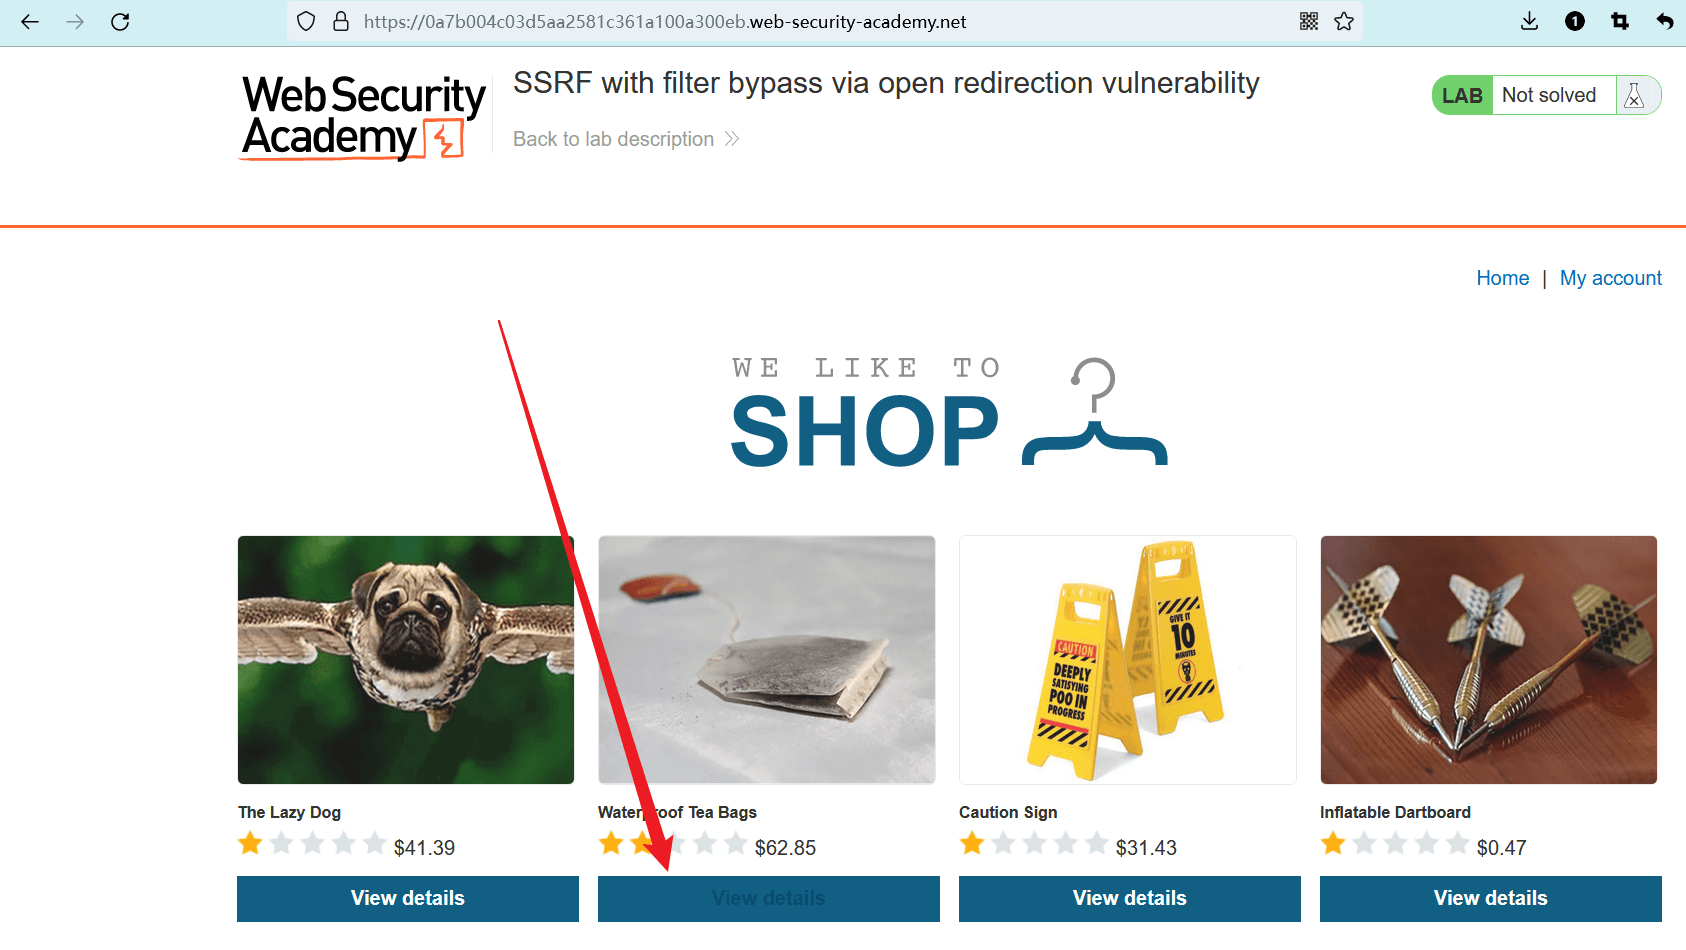 https://0a7b004c03d5aa2581c361a100a300eb.web-security-academy.net
1
Web Security
Academy
SSRF with filter bypass via open redirection vulnerability
Back to lab description
LAB Not solved
Home | My account
WE LIKE TO
SHOP
CAUTION
DEEPLY
SATISFYING
POO IN
PROGRESS
GIVE IT
10
MINUTES
The Lazy Dog
$41.39
View details
Waterproof Tea Bags
$62.85
View details
Caution Sign
$31.43
View details
Inflatable Dartboard
$0.47
View details